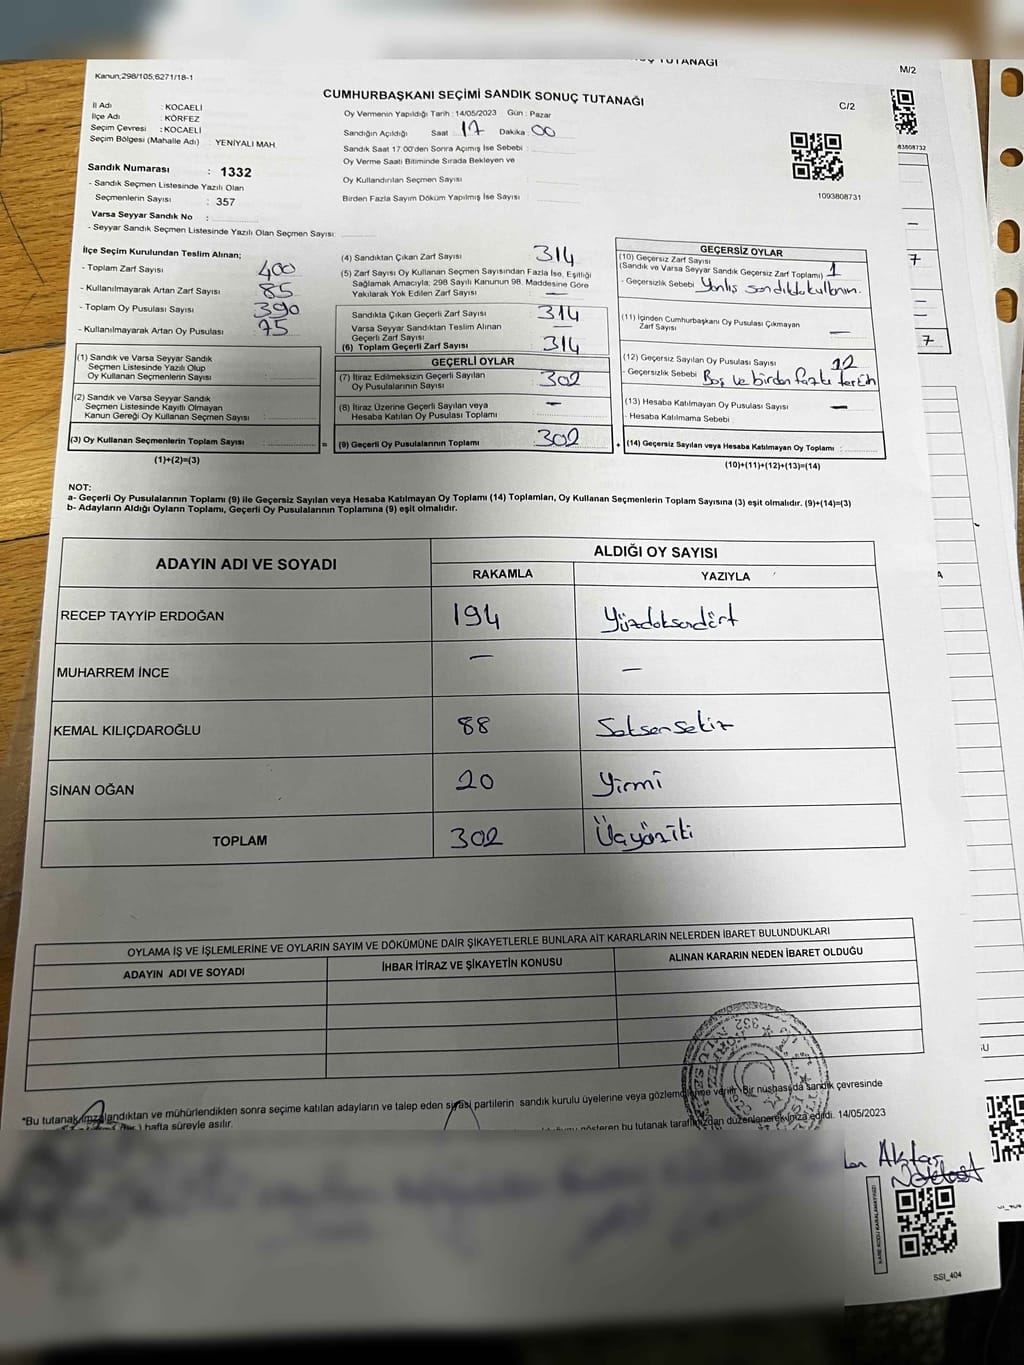 TUTANAĞI
M/2
Kanun;298/105;6271/18-1
CUMHURBAŞKANI SEÇİMİ SANDIK SONUÇ TUTANAĞI
C/2
83808732
İl Adı : KOCAELİ
İlçe Adı : KÖRFEZ
Seçim Çevresi : KOCAELİ
Seçim Bölgesi (Mahalle Adı) : YENİYALI MAH.
Sandık Numarası : 1332
- Sandık Seçmen Listesinde Yazılı Olan
Seçmenlerin Sayısı : 357
Varsa Seyyar Sandık No :
- Seyyar Sandık Seçmen Listesinde Yazılı Olan Seçmen Sayısı:
Oy Vermenin Yapıldığı Tarih : 14/05/2023 Gün : Pazar
Sandığın Açıldığı Saat : 17 Dakika : 00
Sandık Saat 17:00'den Sonra Açılmış İse Sebebi :
Oy Verme Saati Bitiminde Sırada Bekleyen ve
Oy Kullandırılan Seçmen Sayısı :
Birden Fazla Sayım Döküm Yapılmış İse Sayısı :
1093808731
İlçe Seçim Kurulundan Teslim Alınan;
- Toplam Zarf Sayısı : 400
- Kullanılmayarak Artan Zarf Sayısı : 85
- Toplam Oy Pusulası Sayısı : 390
- Kullanılmayarak Artan Oy Pusulası : 75
(1) Sandık ve Varsa Seyyar Sandık
Seçmen Listesinde Yazılı Olup
Oy Kullanan Seçmenlerin Sayısı :
(2) Sandık ve Varsa Seyyar Sandık
Seçmen Listesinde Kayıtlı Olmayan
Kanun Gereği Oy Kullanan Seçmen Sayısı :
(3) Oy Kullanan Seçmenlerin Toplam Sayısı : =
(1)+(2)=(3)
(4) Sandıktan Çıkan Zarf Sayısı : 314
(5) Zarf Sayısı Oy Kullanan Seçmen Sayısından Fazla İse, Eşitliği
Sağlamak Amacıyla; 298 Sayılı Kanunun 98. Maddesine Göre
Yakılarak Yok Edilen Zarf Sayısı : —
Sandıkta Çıkan Geçerli Zarf Sayısı : 314
Varsa Seyyar Sandıktan Teslim Alınan
Geçerli Zarf Sayısı : —
(6) Toplam Geçerli Zarf Sayısı : 314
GEÇERLİ OYLAR
(7) İtiraz Edilmeksizin Geçerli Sayılan
Oy Pusulalarının Sayısı : 302
(8) İtiraz Üzerine Geçerli Sayılan veya
Hesaba Katılan Oy Pusulası Toplamı : —
(9) Geçerli Oy Pusulalarının Toplamı : 302 +
GEÇERSİZ OYLAR
(10) Geçersiz Zarf Sayısı
(Sandık ve Varsa Seyyar Sandık Geçersiz Zarf Toplamı) : 1
- Geçersizlik Sebebi : Yanlış sandıkda kullanım.
(11) İçinden Cumhurbaşkanı Oy Pusulası Çıkmayan
Zarf Sayısı : —
(12) Geçersiz Sayılan Oy Pusulası Sayısı : 12
- Geçersizlik Sebebi : Boş ve birden fazla tercih
(13) Hesaba Katılmayan Oy Pusulası Sayısı : —
- Hesaba Katılmama Sebebi :
(14) Geçersiz Sayılan veya Hesaba Katılmayan Oy Toplamı :
(10)+(11)+(12)+(13)=(14)
7
7
NOT:
a- Geçerli Oy Pusulalarının Toplamı (9) ile Geçersiz Sayılan veya Hesaba Katılmayan Oy Toplamı (14) Toplamları, Oy Kullanan Seçmenlerin Toplam Sayısına (3) eşit olmalıdır. (9)+(14)=(3)
b- Adayların Aldığı Oyların Toplamı, Geçerli Oy Pusulalarının Toplamına (9) eşit olmalıdır.
ADAYIN ADI VE SOYADI
ALDIĞI OY SAYISI
RAKAMLA YAZIYLA
RECEP TAYYİP ERDOĞAN 194 Yüzdoksandört
MUHARREM İNCE — —
KEMAL KILIÇDAROĞLU 88 Seksensekiz
SİNAN OĞAN 20 Yirmi
TOPLAM 302 Üçyüziki
OYLAMA İŞ VE İŞLEMLERİNE VE OYLARIN SAYIM VE DÖKÜMÜNE DAİR ŞİKAYETLERLE BUNLARA AİT KARARLARIN NELERDEN İBARET BULUNDUKLARI
ADAYIN ADI VE SOYADI İHBAR İTİRAZ VE ŞİKAYETİN KONUSU ALINAN KARARIN NEDEN İBARET OLDUĞU
*Bu tutanak imzalandıktan ve mühürlendikten sonra seçime katılan adayların ve talep eden siyasi partilerin sandık kurulu üyelerine veya gözlemcilerine verilir. Bir nüshası da sandık çevresinde
hafta süreyle asılır.
gösteren bu tutanak tarafımızdan düzenlenerek imza edildi. 14/05/2023
Aktaş
KARE KODU KARALAMAYINIZ!
SSI_404